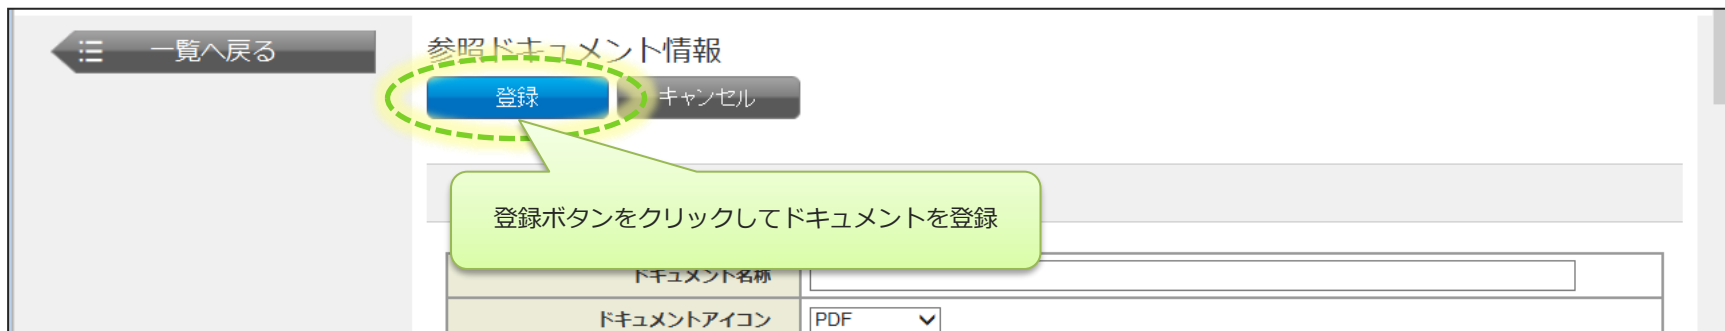 一覧へ戻る
参照ドキュメント情報
登録
キャンセル
登録ボタンをクリックしてドキュメントを登録
ドキュメント名称
ドキュメントアイコン
PDF